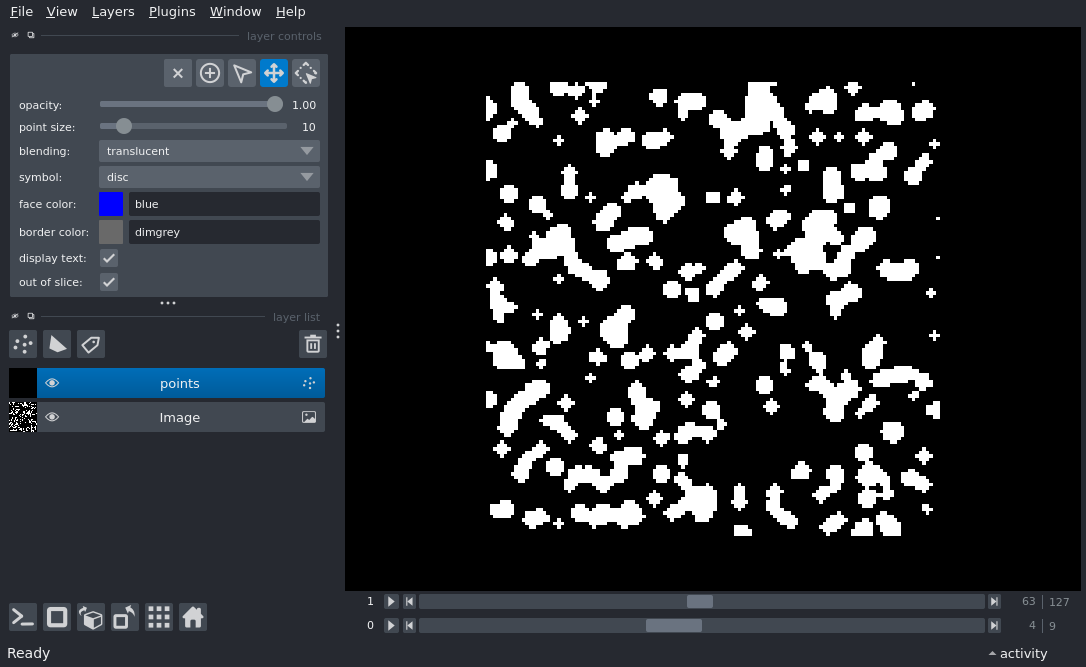 File View Layers Plugins Window Help
layer controls
opacity: 1.00
point size: 10
blending: translucent
symbol: disc
face color: blue
border color: dimgrey
display text:
out of slice:
layer list
points
Image
1 63 127
0 4 9
Ready activity